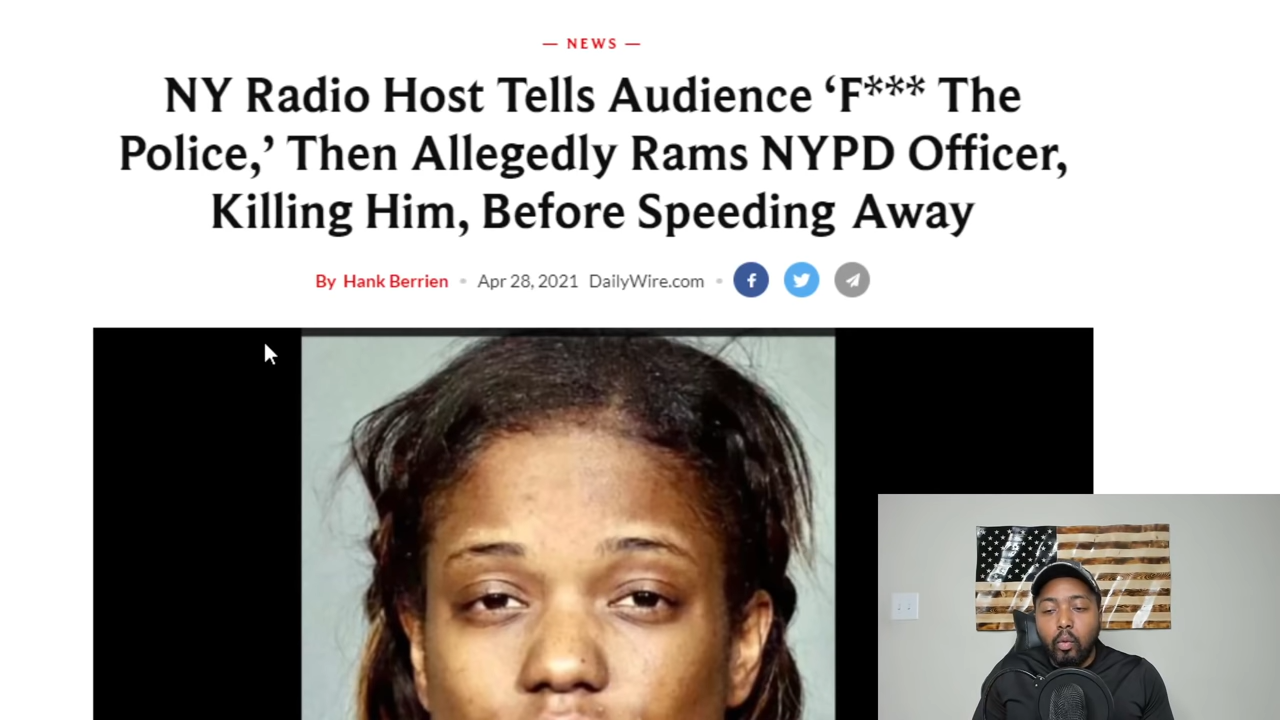 — NEWS —
NY Radio Host Tells Audience ‘F*** The
Police,’ Then Allegedly Rams NYPD Officer,
Killing Him, Before Speeding Away
By Hank Berrien • Apr 28, 2021 DailyWire.com •